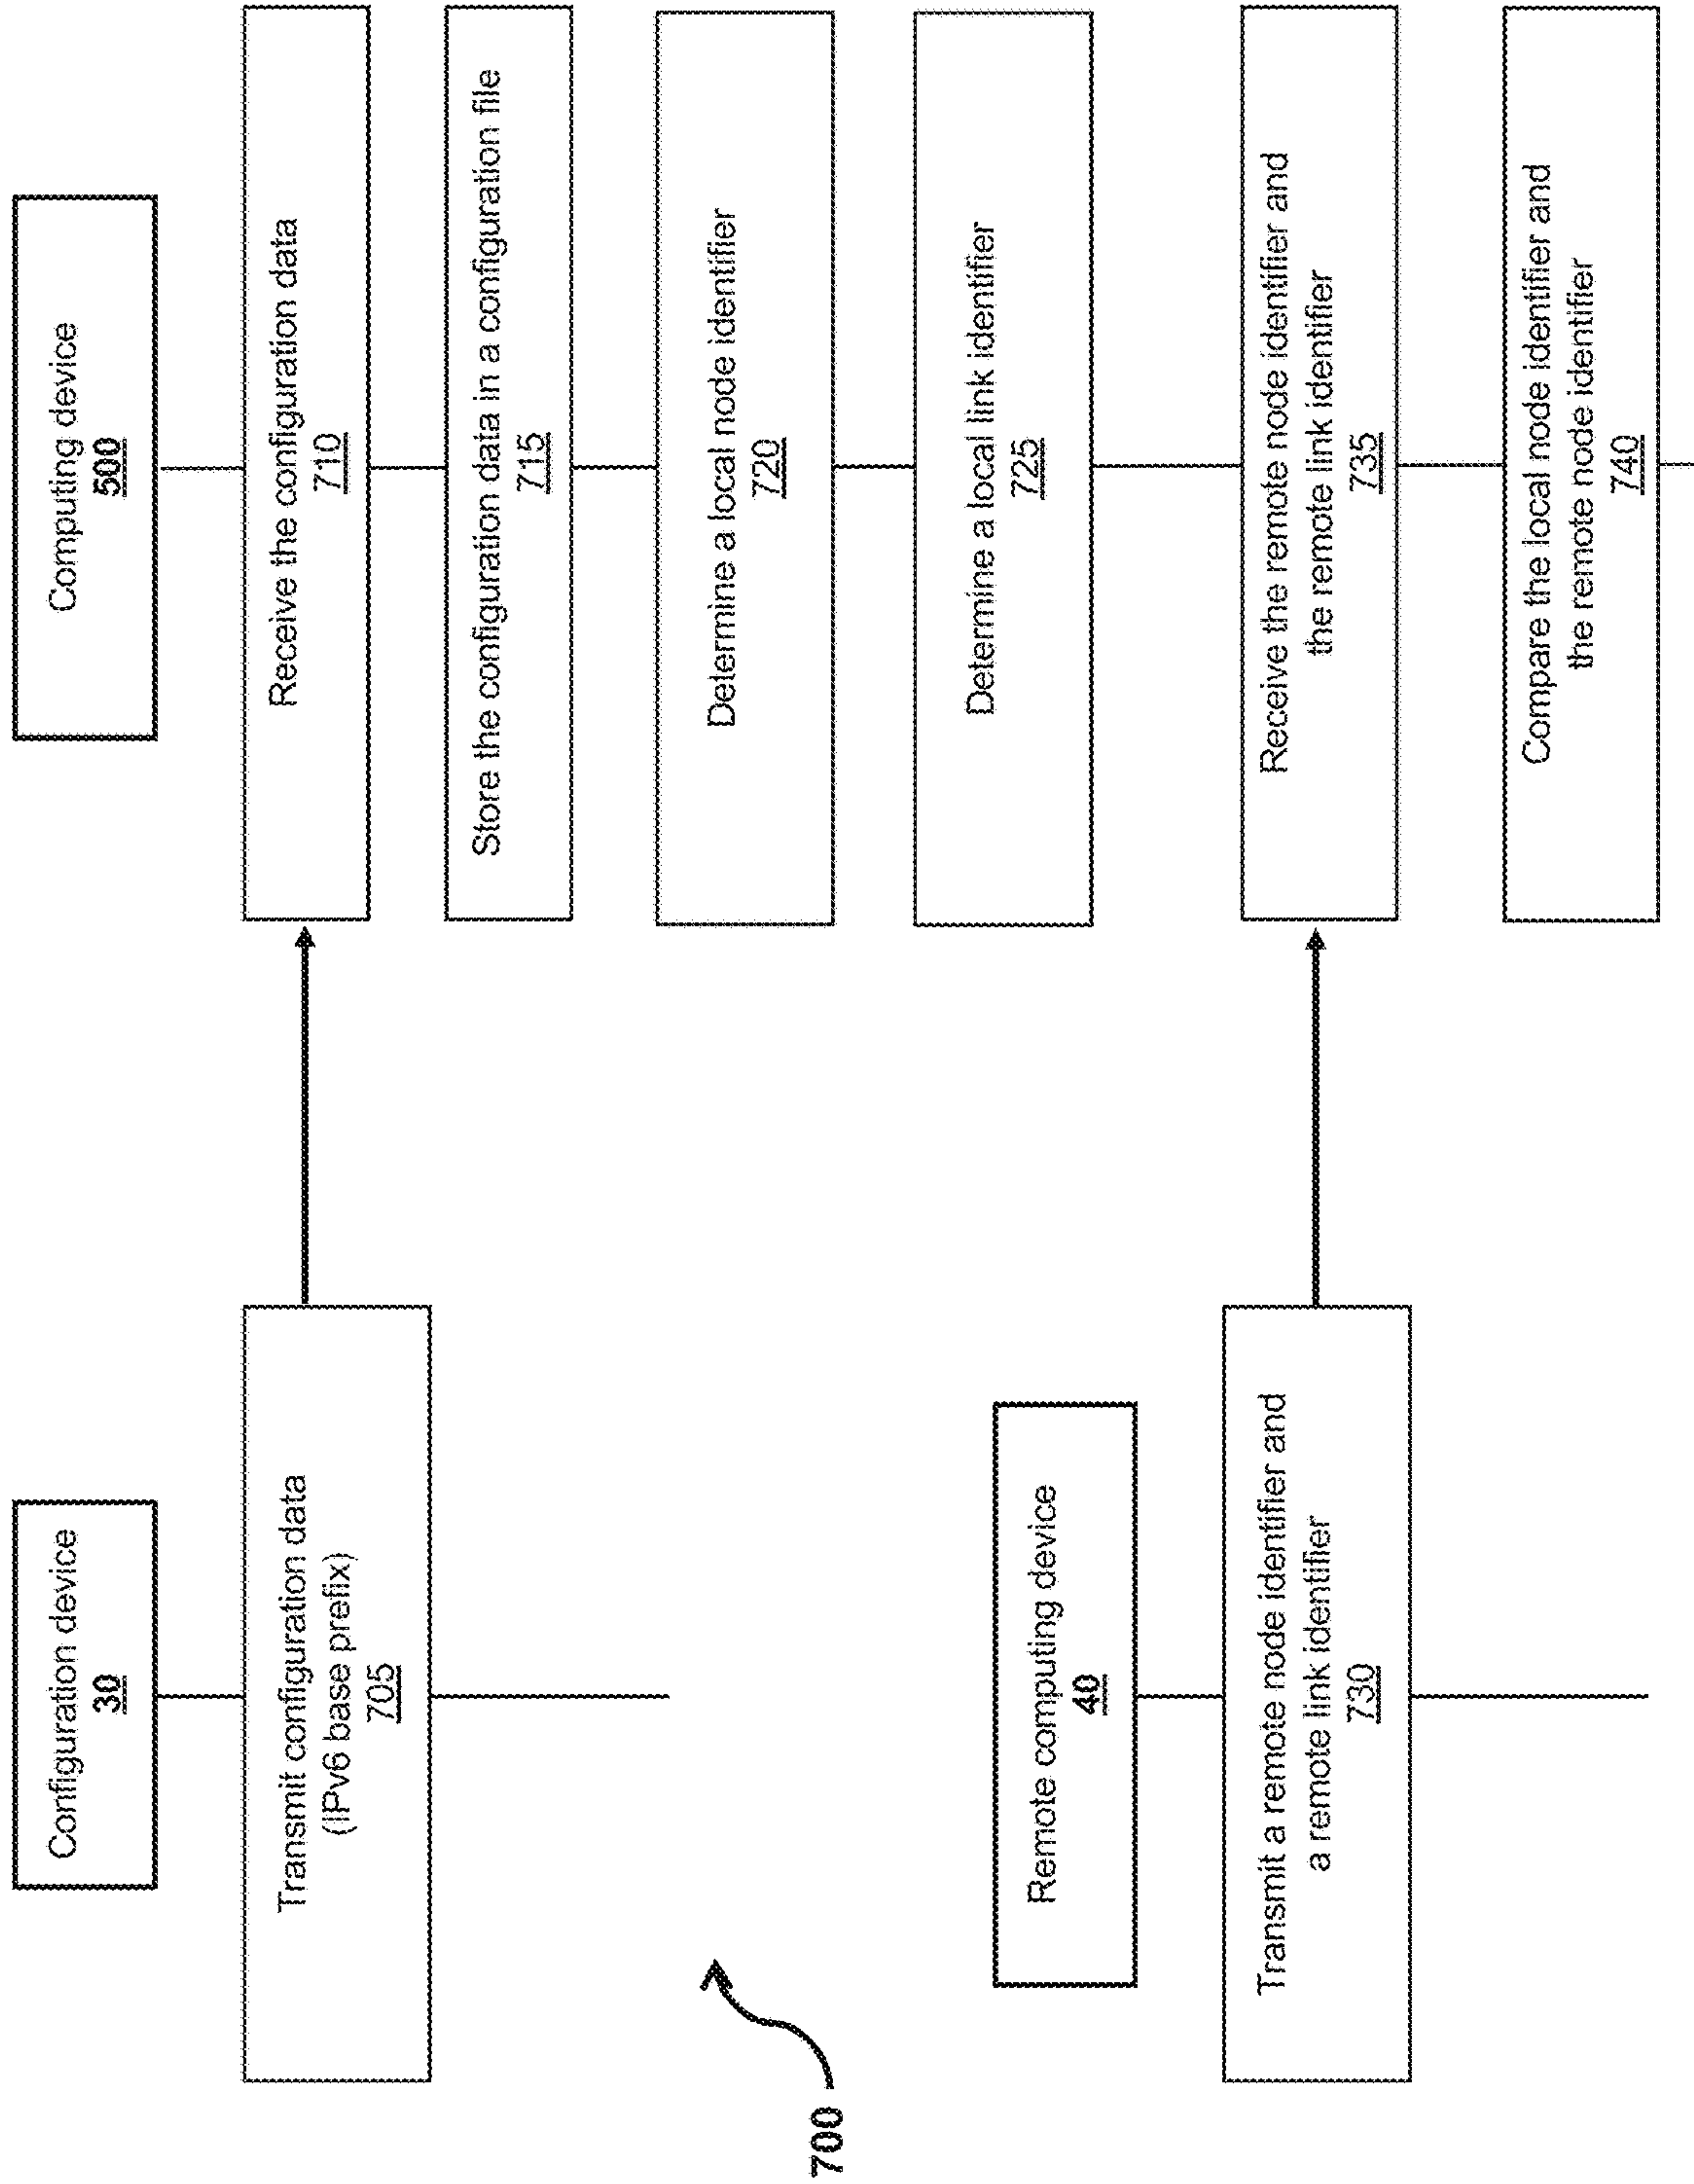 Configuration device
30
Transmit configuration data
(IPv6 base prefix)
705
Computing device
500
Receive the configuration data
710
Store the configuration data in a configuration file
715
Determine a local node identifier
720
Determine a local link identifier
725
700
Remote computing device
40
Transmit a remote node identifier and
a remote link identifier
730
Receive the remote node identifier and
the remote link identifier
735
Compare the local node identifier and
the remote node identifier
740